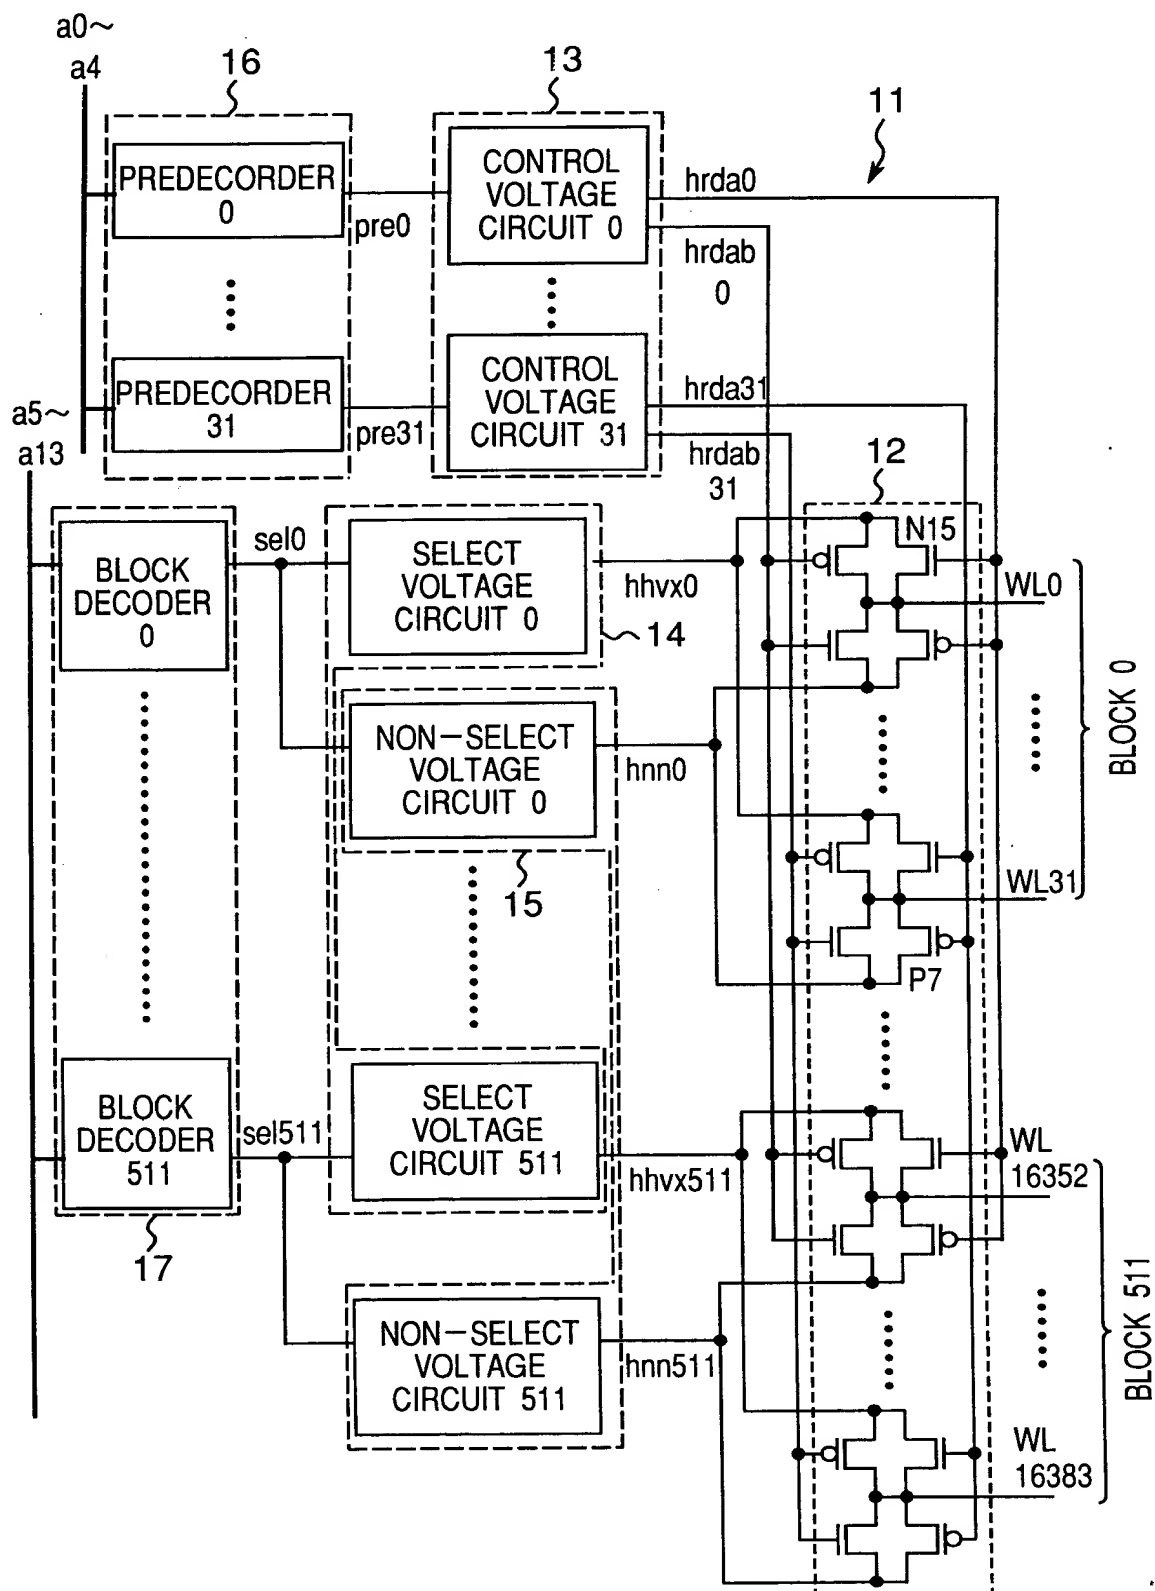 a0~
a4
16
13
11
PREDECORDER
0
pre0
CONTROL
VOLTAGE
CIRCUIT 0
hrda0
hrdab
0
PREDECORDER
31
pre31
CONTROL
VOLTAGE
CIRCUIT 31
hrda31
hrdab
31
a5~
a13
12
BLOCK
DECODER
0
sel0
SELECT
VOLTAGE
CIRCUIT 0
hhvx0
14
N15
WL0
NON-SELECT
VOLTAGE
CIRCUIT 0
hnn0
15
BLOCK 0
WL31
P7
BLOCK
DECODER
511
sel511
SELECT
VOLTAGE
CIRCUIT 511
hhvx511
WL
16352
17
NON-SELECT
VOLTAGE
CIRCUIT 511
hnn511
BLOCK 511
WL
16383